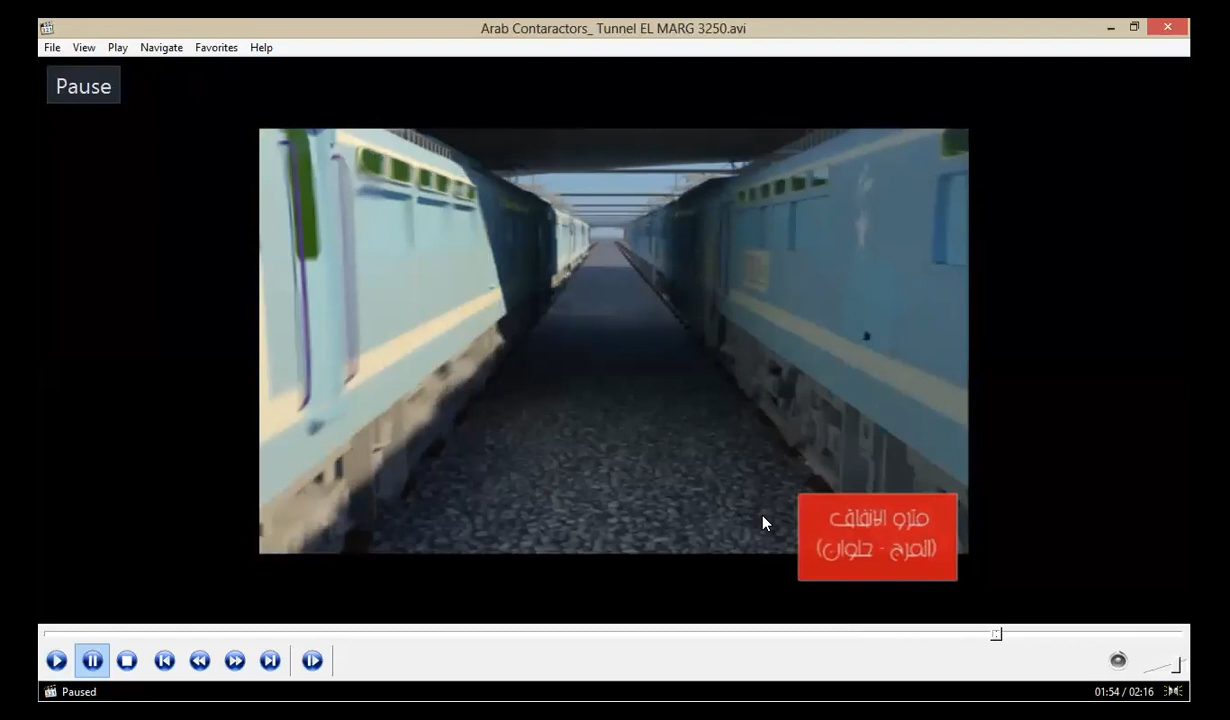 Arab Contaractors_ Tunnel EL MARG 3250.avi
File View Play Navigate Favorites Help
Pause
مترو الانفاق
(المرج - حلوان)
Paused
01:54 / 02:16